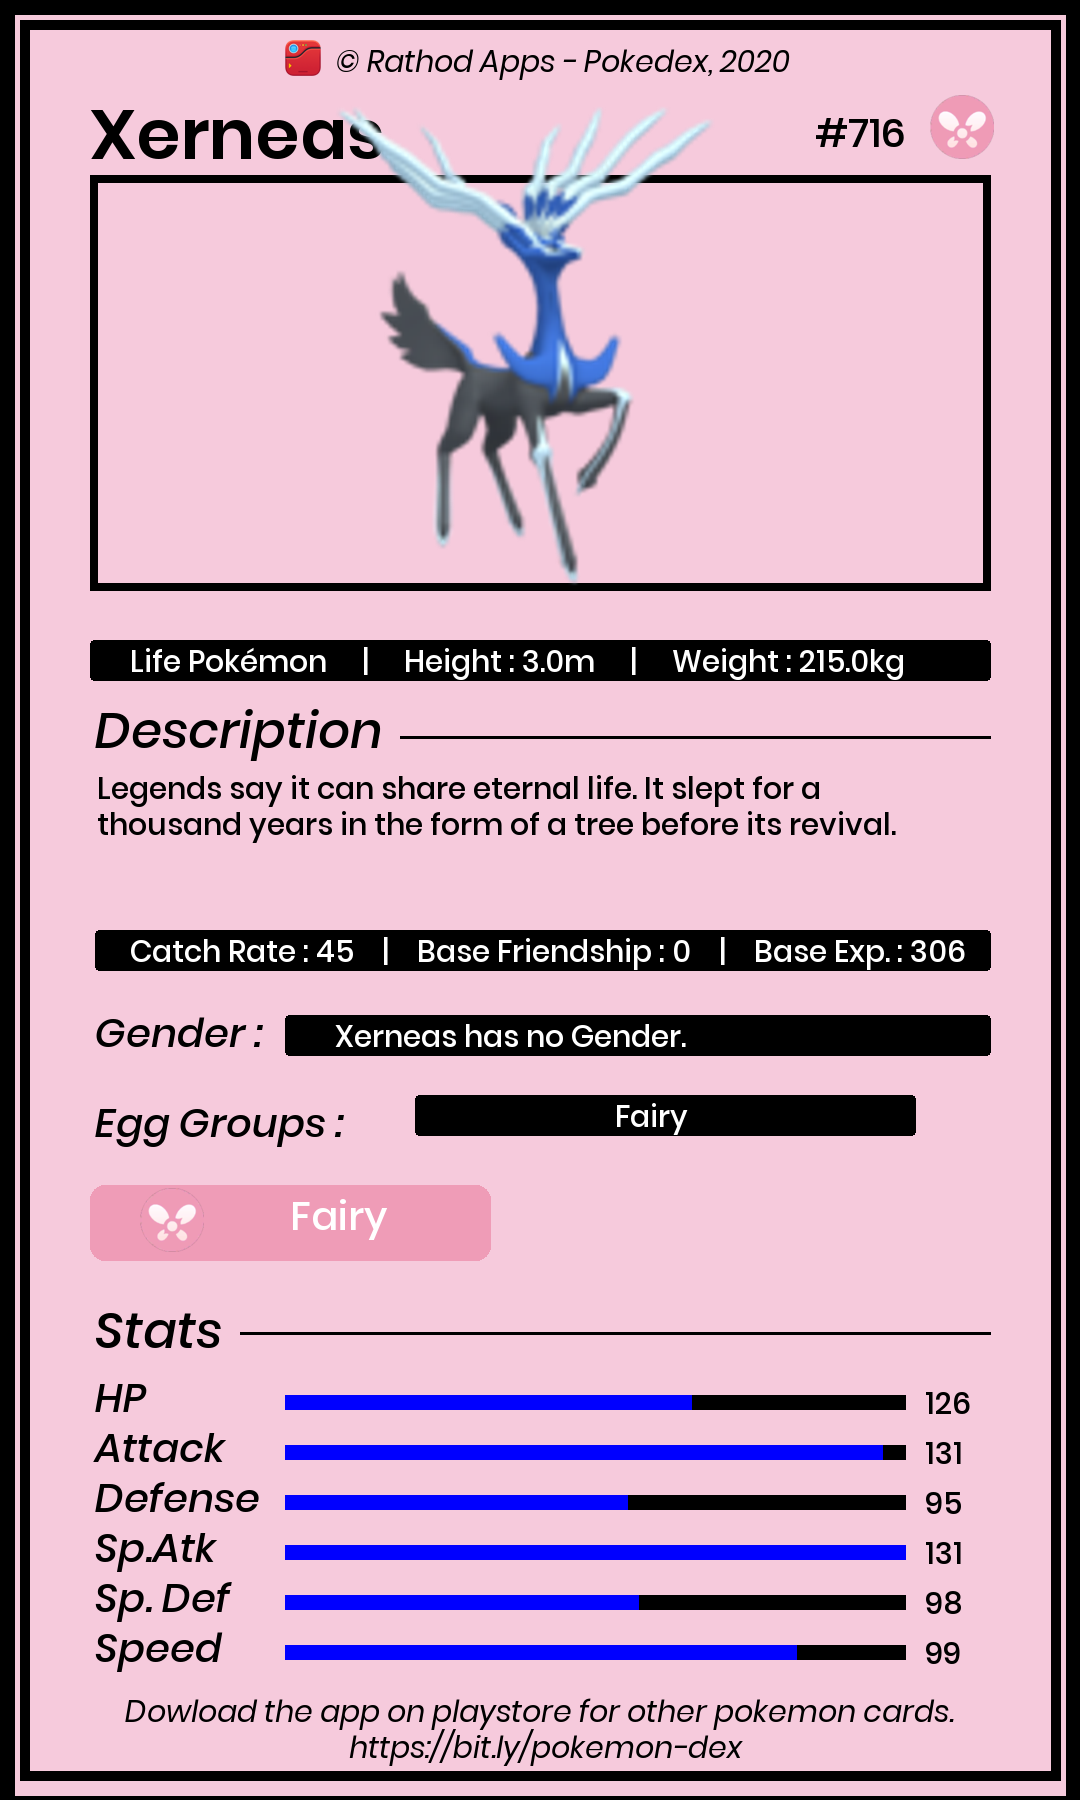 © Rathod Apps - Pokedex, 2020
Xerneas #716
Life Pokémon | Height : 3.0m | Weight : 215.0kg
Description
Legends say it can share eternal life. It slept for a
thousand years in the form of a tree before its revival.
Catch Rate : 45 | Base Friendship : 0 | Base Exp. : 306
Gender : Xerneas has no Gender.
Egg Groups : Fairy
Fairy
Stats
HP 126
Attack 131
Defense 95
Sp.Atk 131
Sp. Def 98
Speed 99
Dowload the app on playstore for other pokemon cards.
https://bit.ly/pokemon-dex